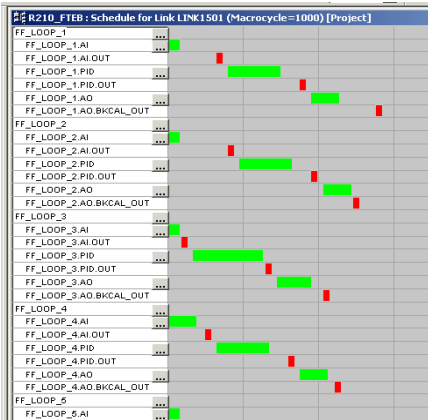 R210_FTEB : Schedule for Link LINK1501 (Macrocycle=1000) [Project]
FF_LOOP_1 ...
FF_LOOP_1.AI ...
FF_LOOP_1.AI.OUT
FF_LOOP_1.PID ...
FF_LOOP_1.PID.OUT
FF_LOOP_1.AO ...
FF_LOOP_1.AO.BKCAL_OUT
FF_LOOP_2 ...
FF_LOOP_2.AI ...
FF_LOOP_2.AI.OUT
FF_LOOP_2.PID ...
FF_LOOP_2.PID.OUT
FF_LOOP_2.AO ...
FF_LOOP_2.AO.BKCAL_OUT
FF_LOOP_3 ...
FF_LOOP_3.AI ...
FF_LOOP_3.AI.OUT
FF_LOOP_3.PID ...
FF_LOOP_3.PID.OUT
FF_LOOP_3.AO ...
FF_LOOP_3.AO.BKCAL_OUT
FF_LOOP_4 ...
FF_LOOP_4.AI ...
FF_LOOP_4.AI.OUT
FF_LOOP_4.PID ...
FF_LOOP_4.PID.OUT
FF_LOOP_4.AO ...
FF_LOOP_4.AO.BKCAL_OUT
FF_LOOP_5 ...
FF_LOOP_5.AI ...